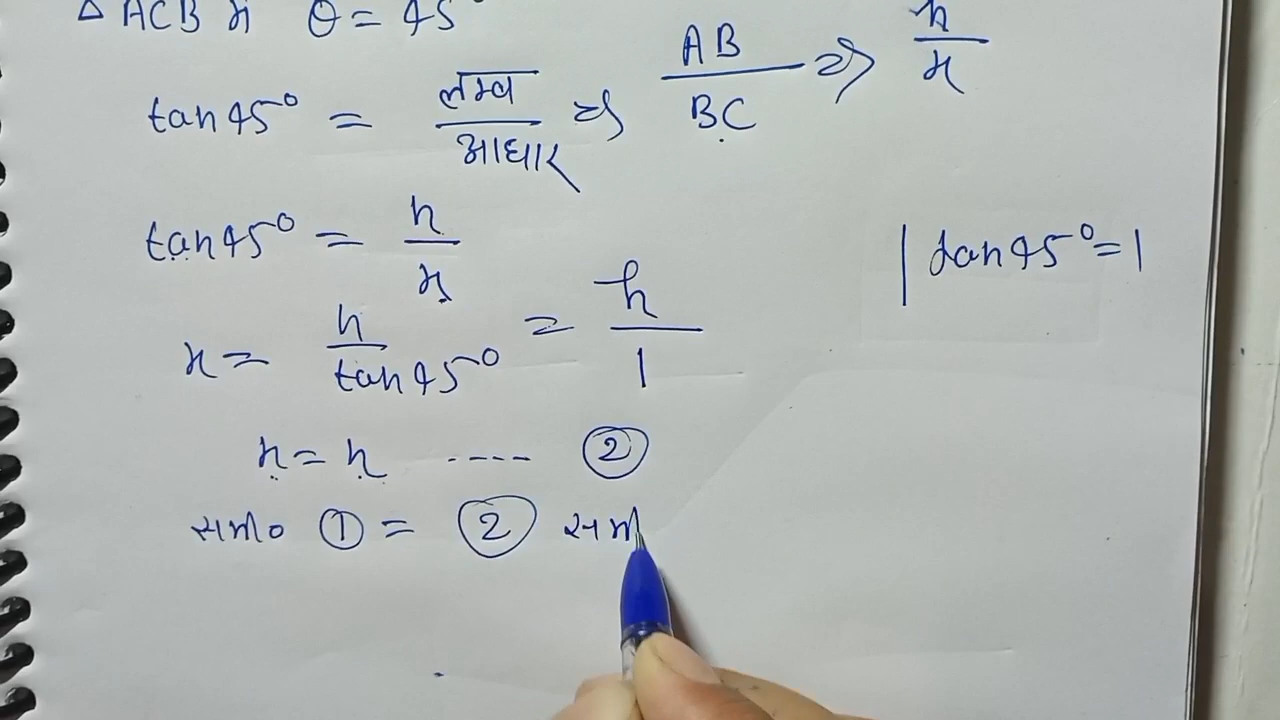 Δ ACB में θ = 45°
tan45° = लम्ब / आधार ⇒ AB / BC ⇒ h / x
tan45° = h / x
| tan45° = 1
x = h / tan45° = h / 1
x = h ---- ②
समी० ① = ② समी